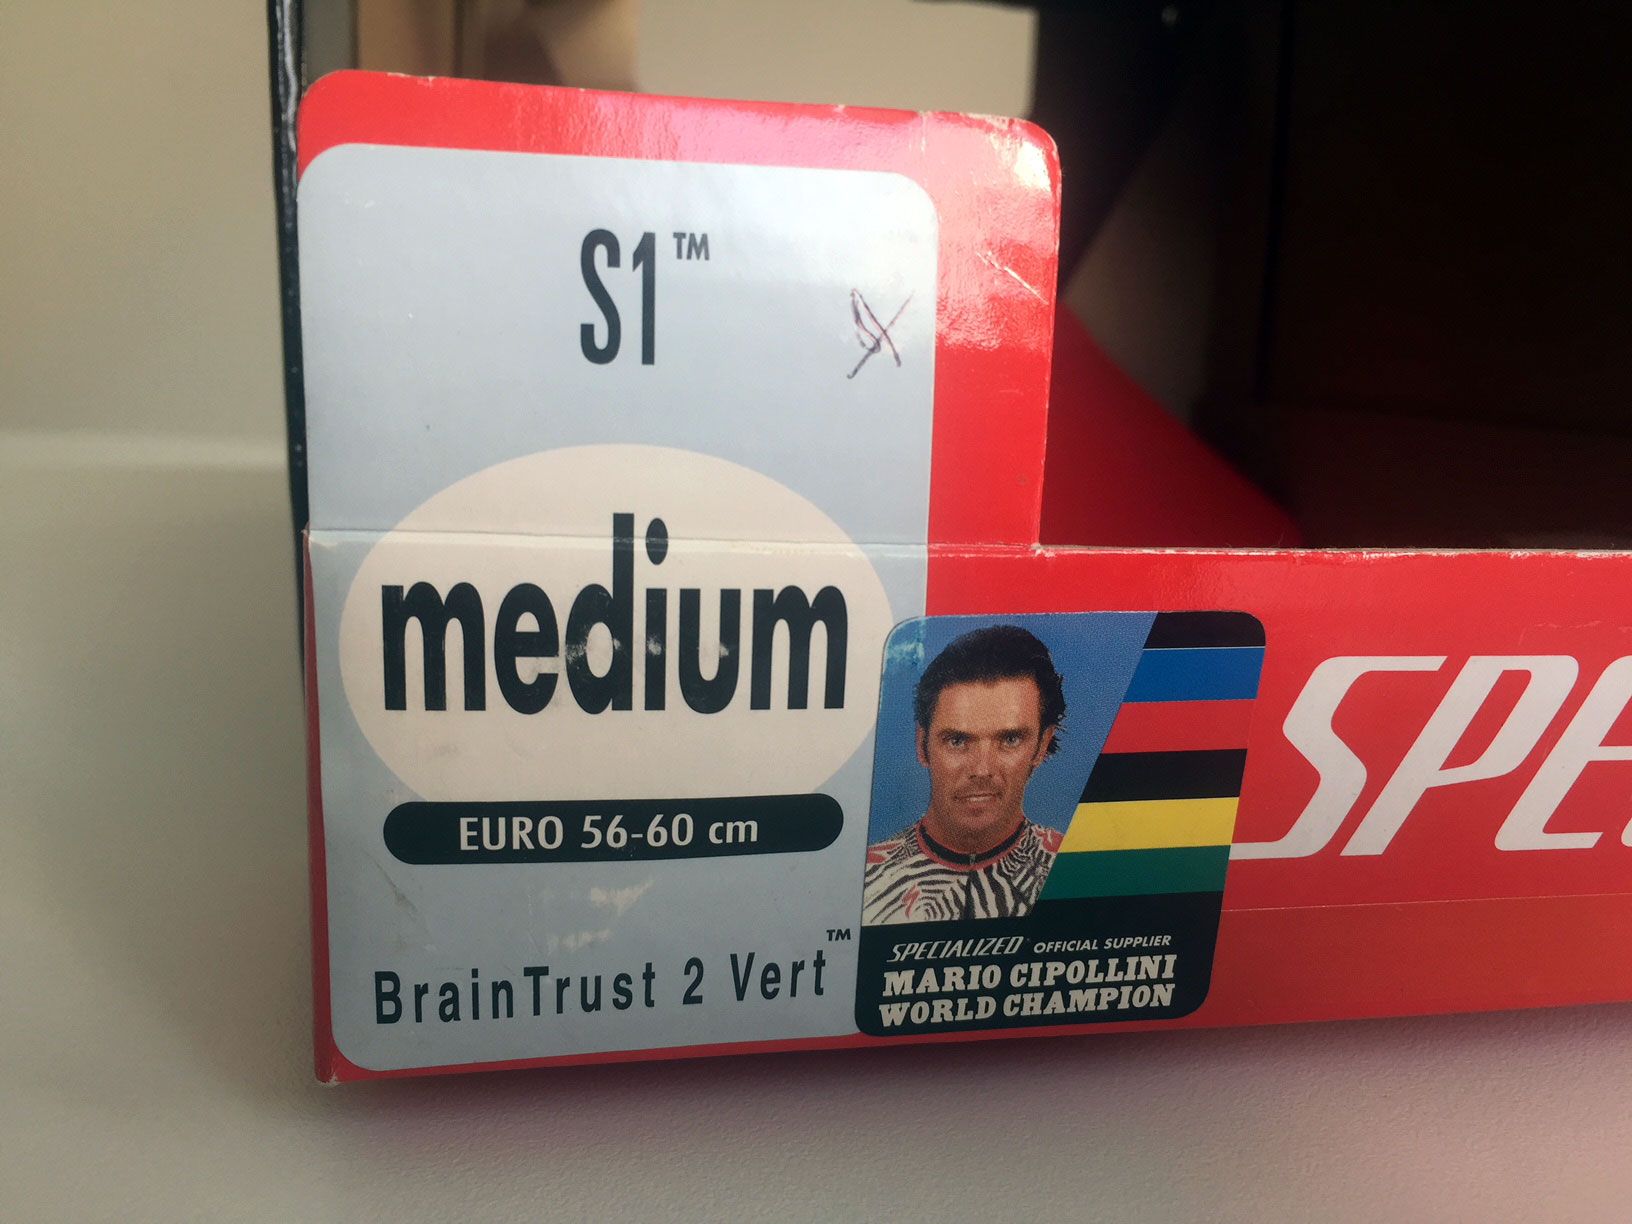 S1™
medium
EURO 56-60 cm
BrainTrust 2 Vert™
SPECIALIZED OFFICIAL SUPPLIER
MARIO CIPOLLINI
WORLD CHAMPION
SPE